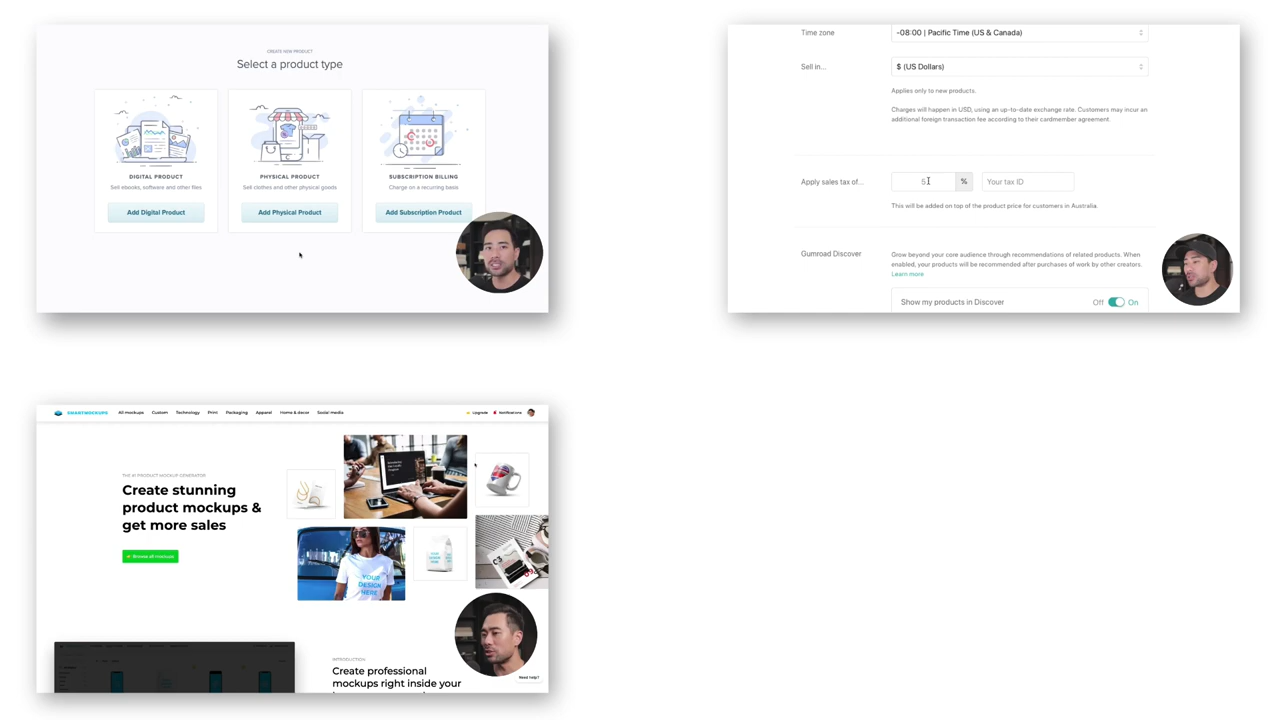 CREATE NEW PRODUCT
Select a product type
DIGITAL PRODUCT
Sell ebooks, software and other files
Add Digital Product
PHYSICAL PRODUCT
Sell clothes and other physical goods
Add Physical Product
SUBSCRIPTION BILLING
Charge on a recurring basis
Add Subscription Product
Time zone
-08:00 | Pacific Time (US & Canada)
Sell in...
$ (US Dollars)
Applies only to new products.
Charges will happen in USD, using an up-to-date exchange rate. Customers may incur an
additional foreign transaction fee according to their cardmember agreement
Apply sales tax of...
5
%
Your tax ID
This will be added on top of the product price for customers in Australia.
Gumroad Discover
Grow beyond your core audience through recommendations of related products. When
enabled, your products will be recommended after purchases of work by other creators.
Learn more
Show my products in Discover
Off
On
SMARTMOCKUPS
All mockups
Custom
Technology
Print
Packaging
Apparel
Home & decor
Social media
Upgrade
Notifications
THE #1 PRODUCT MOCKUP GENERATOR
Create stunning
product mockups &
get more sales
Browse all mockups
YOUR
DESIGN
HERE
INTRODUCTION
Create professional
mockups right inside your
Need help?